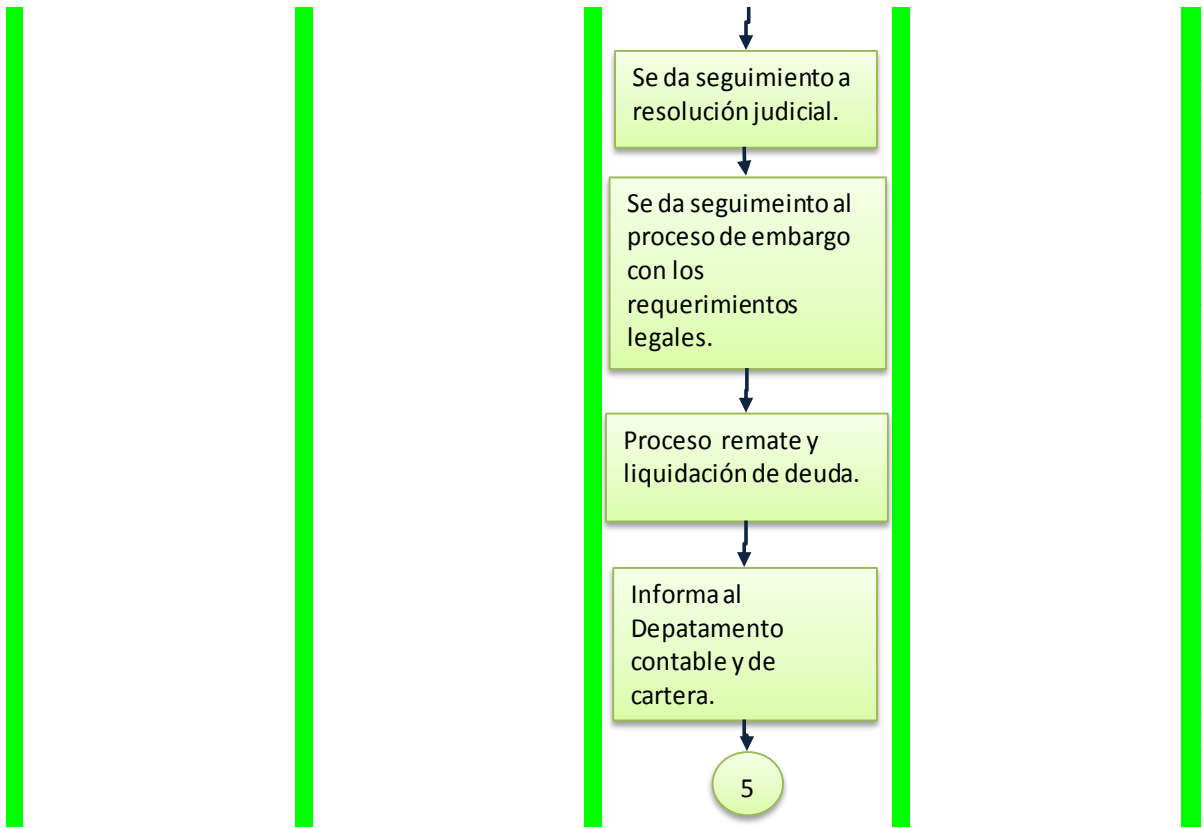 Se da seguimiento a
resolución judicial.
Se da seguimeinto al
proceso de embargo
con los
requerimientos
legales.
Proceso remate y
liquidación de deuda.
Informa al
Depatamento
contable y de
cartera.
5